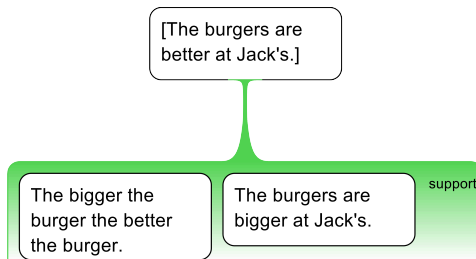 [The burgers are
better at Jack's.]
The bigger the
burger the better
the burger.
The burgers are
bigger at Jack's.
support